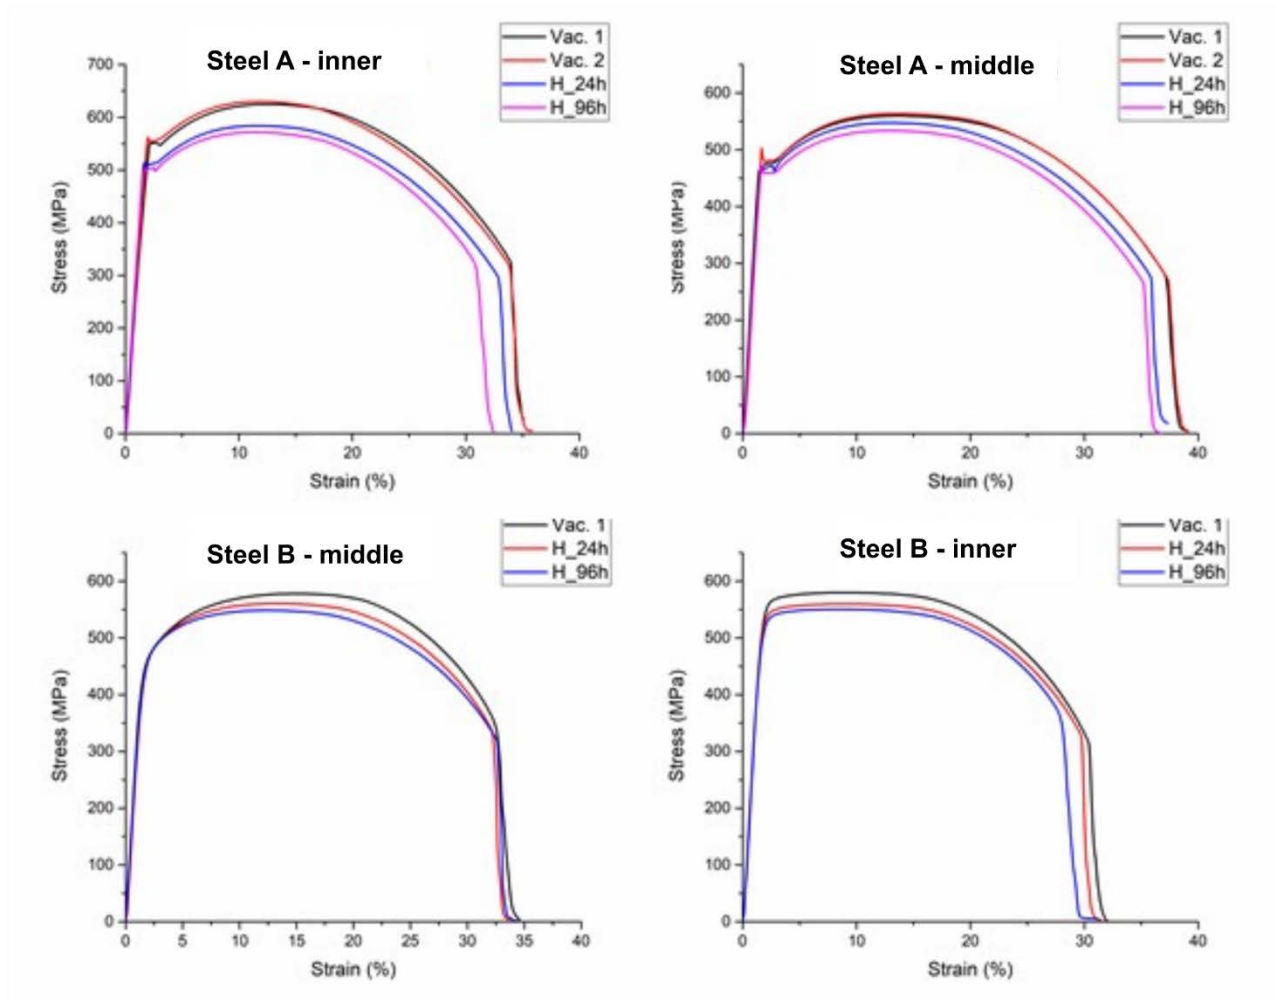 Steel A - inner
Vac. 1
Vac. 2
H_24h
H_96h
700
600
500
400
300
200
100
0
Stress (MPa)
0 10 20 30 40
Strain (%)
Steel A - middle
Vac. 1
Vac. 2
H_24h
H_96h
600
500
400
300
200
100
0
Stress (MPa)
0 10 20 30 40
Strain (%)
Steel B - middle
Vac. 1
H_24h
H_96h
600
500
400
300
200
100
0
Stress (MPa)
0 5 10 15 20 25 30 35 40
Strain (%)
Steel B - inner
Vac. 1
H_24h
H_96h
600
500
400
300
200
100
0
Stress (MPa)
0 10 20 30 40
Strain (%)